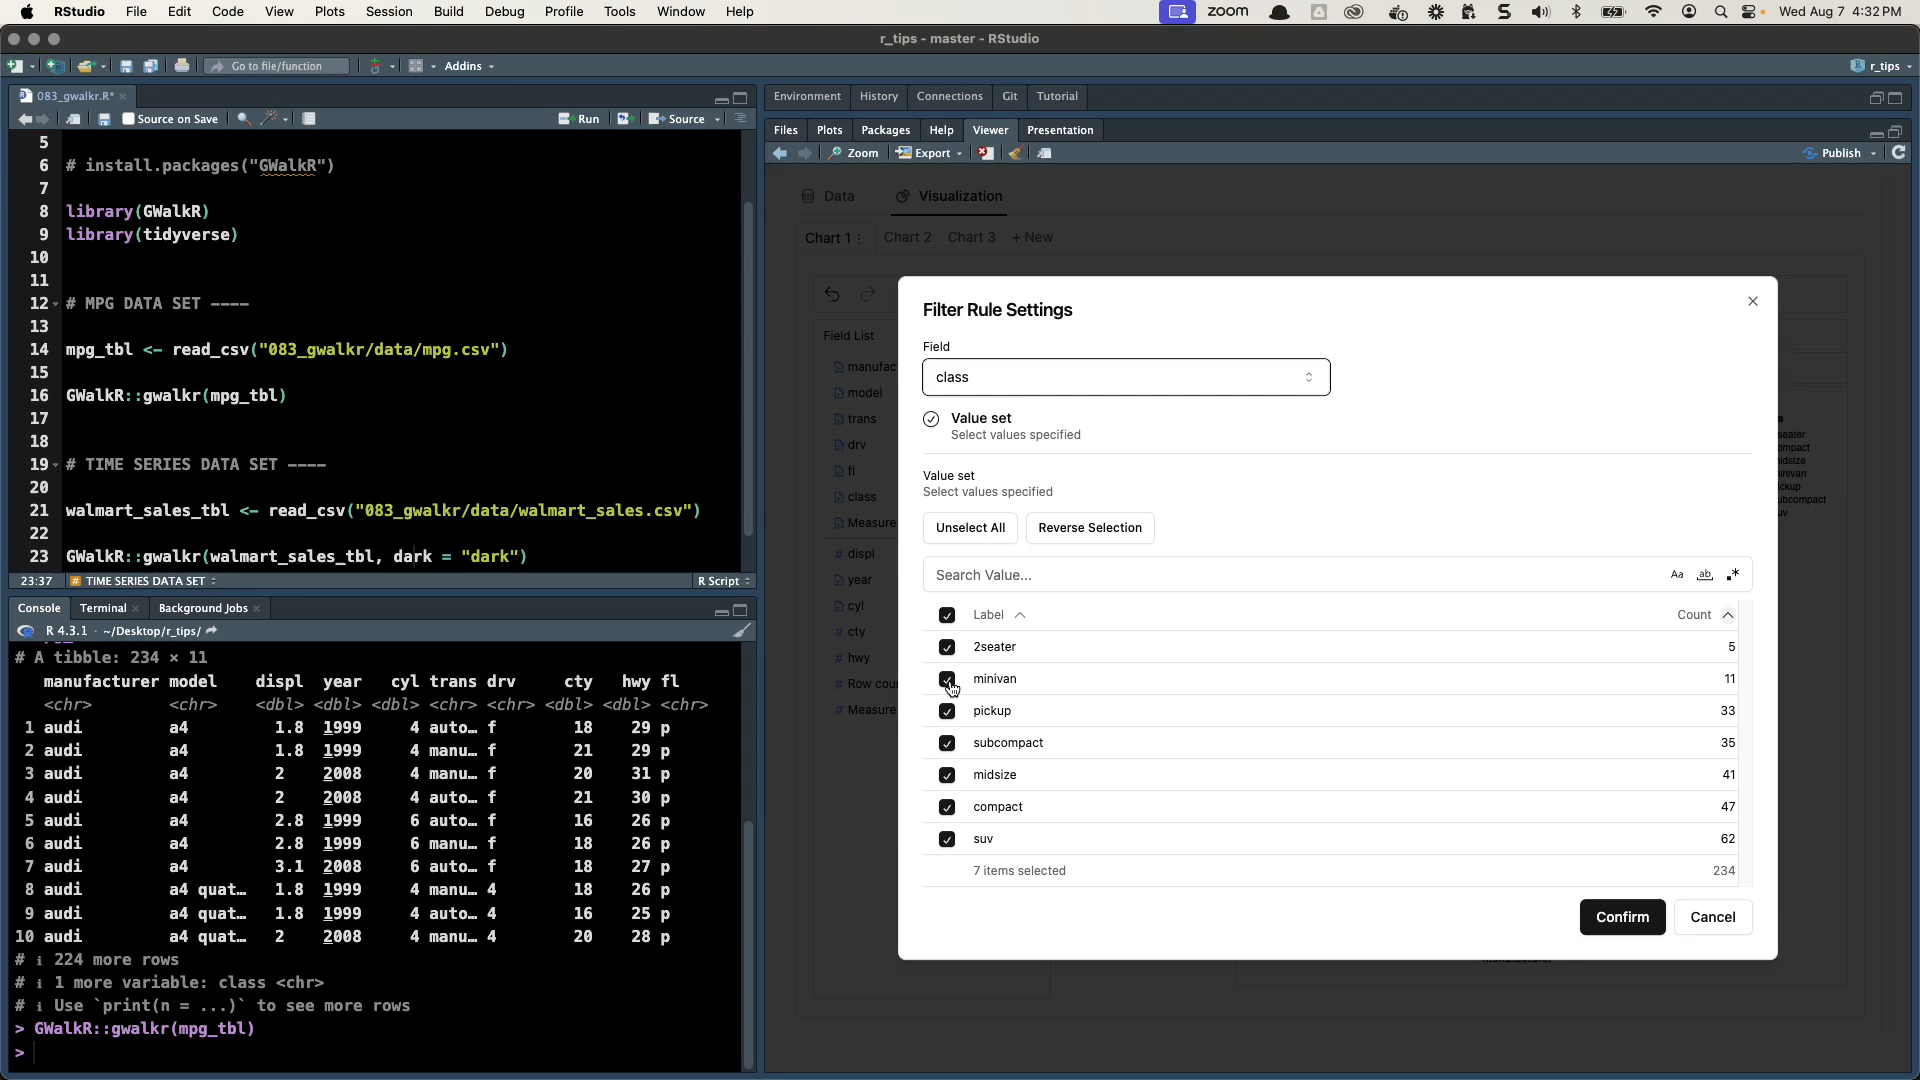 RStudio File Edit Code View Plots Session Build Debug Profile Tools Window Help
zoom
Wed Aug 7 4:32 PM
r_tips - master - RStudio
Go to file/function
Addins
r_tips
083_gwalkr.R*
Source on Save
Run
Source
5
6 # install.packages("GWalkR")
7
8 library(GWalkR)
9 library(tidyverse)
10
11
12 # MPG DATA SET ----
13
14 mpg_tbl <- read_csv("083_gwalkr/data/mpg.csv")
15
16 GWalkR::gwalkr(mpg_tbl)
17
18
19 # TIME SERIES DATA SET ----
20
21 walmart_sales_tbl <- read_csv("083_gwalkr/data/walmart_sales.csv")
22
23 GWalkR::gwalkr(walmart_sales_tbl, dark = "dark")
23:37 # TIME SERIES DATA SET
R Script
Console Terminal Background Jobs
R 4.3.1 · ~/Desktop/r_tips/
# A tibble: 234 × 11
manufacturer model displ year cyl trans drv cty hwy fl
<chr> <chr> <dbl> <dbl> <dbl> <chr> <chr> <dbl> <dbl> <chr>
1 audi a4 1.8 1999 4 auto… f 18 29 p
2 audi a4 1.8 1999 4 manu… f 21 29 p
3 audi a4 2 2008 4 manu… f 20 31 p
4 audi a4 2 2008 4 auto… f 21 30 p
5 audi a4 2.8 1999 6 auto… f 16 26 p
6 audi a4 2.8 1999 6 manu… f 18 26 p
7 audi a4 3.1 2008 6 auto… f 18 27 p
8 audi a4 quat… 1.8 1999 4 manu… 4 18 26 p
9 audi a4 quat… 1.8 1999 4 auto… 4 16 25 p
10 audi a4 quat… 2 2008 4 manu… 4 20 28 p
# ℹ 224 more rows
# ℹ 1 more variable: class <chr>
# ℹ Use `print(n = ...)` to see more rows
> GWalkR::gwalkr(mpg_tbl)
>
Environment History Connections Git Tutorial
Files Plots Packages Help Viewer Presentation
Zoom
Export
Publish
Data
Visualization
Chart 1 Chart 2 Chart 3 + New
Field List
manufac
model
trans
drv
fl
class
Measure
# displ
# year
# cyl
# cty
# hwy
# Row cou
# Measure
Filter Rule Settings
Field
class
Value set
Select values specified
Value set
Select values specified
Unselect All
Reverse Selection
Search Value...
Aa ab .*
Label
Count
2seater 5
minivan 11
pickup 33
subcompact 35
midsize 41
compact 47
suv 62
7 items selected 234
Confirm
Cancel
s
seater
ompact
idsize
inivan
ickup
ubcompact
uv